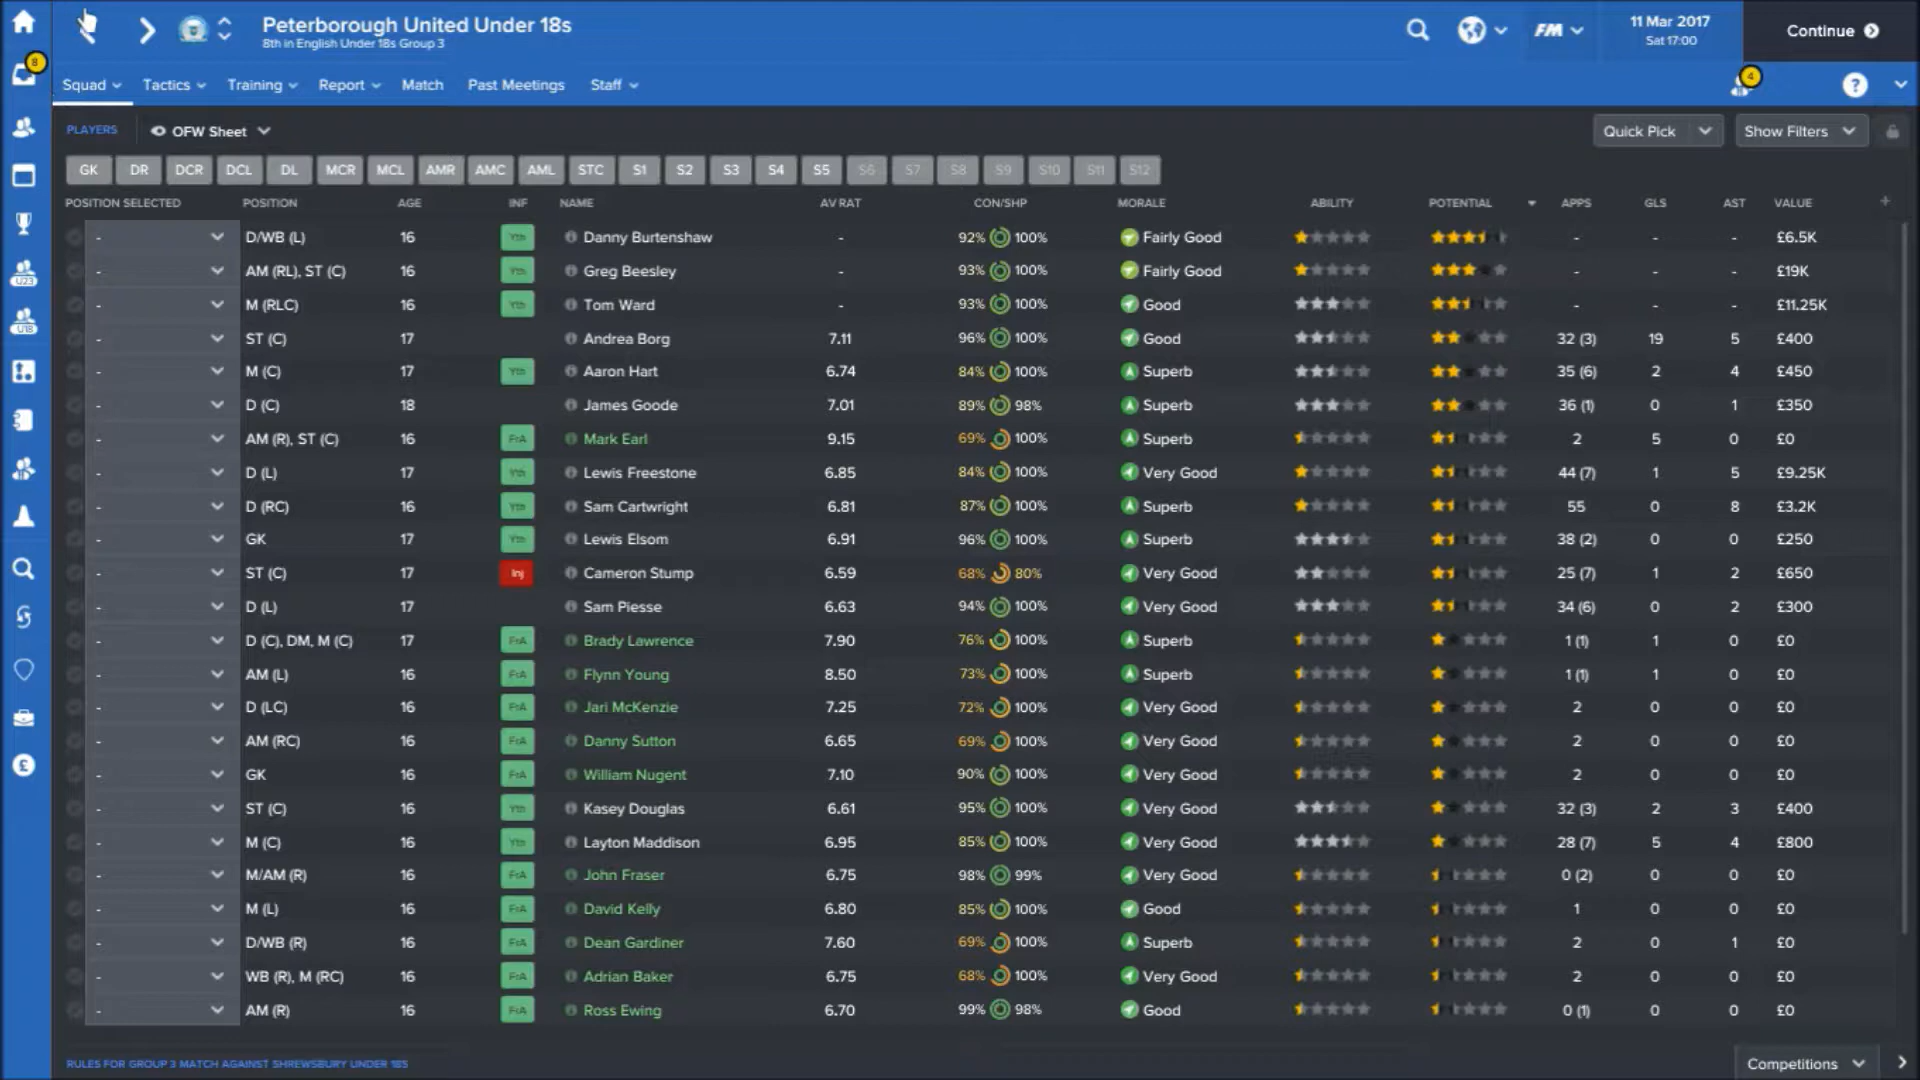 Peterborough United Under 18s
8th in English Under 18s Group 3
FM
11 Mar 2017
Sat 17:00
Continue
8
Squad Tactics Training Report Match Past Meetings Staff
4
?
PLAYERS OFW Sheet Quick Pick Show Filters
GK DR DCR DCL DL MCR MCL AMR AMC AML STC S1 S2 S3 S4 S5 S6 S7 S8 S9 S10 S11 S12
POSITION SELECTED POSITION AGE INF NAME AV RAT CON/SHP MORALE ABILITY POTENTIAL APPS GLS AST VALUE +
- D/WB (L) 16 Yth Danny Burtenshaw - 92% 100% Fairly Good - - - £6.5K
- AM (RL), ST (C) 16 Yth Greg Beesley - 93% 100% Fairly Good - - - £19K
- M (RLC) 16 Yth Tom Ward - 93% 100% Good - - - £11.25K
- ST (C) 17 Andrea Borg 7.11 96% 100% Good 32 (3) 19 5 £400
- M (C) 17 Yth Aaron Hart 6.74 84% 100% Superb 35 (6) 2 4 £450
- D (C) 18 James Goode 7.01 89% 98% Superb 36 (1) 0 1 £350
- AM (R), ST (C) 16 FrA Mark Earl 9.15 69% 100% Superb 2 5 0 £0
- D (L) 17 Yth Lewis Freestone 6.85 84% 100% Very Good 44 (7) 1 5 £9.25K
- D (RC) 16 Yth Sam Cartwright 6.81 87% 100% Superb 55 0 8 £3.2K
- GK 17 Yth Lewis Elsom 6.91 96% 100% Superb 38 (2) 0 0 £250
- ST (C) 17 Inj Cameron Stump 6.59 68% 80% Very Good 25 (7) 1 2 £650
- D (L) 17 Sam Piesse 6.63 94% 100% Very Good 34 (6) 0 2 £300
- D (C), DM, M (C) 17 FrA Brady Lawrence 7.90 76% 100% Superb 1 (1) 1 0 £0
- AM (L) 16 FrA Flynn Young 8.50 73% 100% Superb 1 (1) 1 0 £0
- D (LC) 16 FrA Jari McKenzie 7.25 72% 100% Very Good 2 0 0 £0
- AM (RC) 16 FrA Danny Sutton 6.65 69% 100% Very Good 2 0 0 £0
- GK 16 FrA William Nugent 7.10 90% 100% Very Good 2 0 0 £0
- ST (C) 16 Yth Kasey Douglas 6.61 95% 100% Very Good 32 (3) 2 3 £400
- M (C) 16 Yth Layton Maddison 6.95 85% 100% Very Good 28 (7) 5 4 £800
- M/AM (R) 16 FrA John Fraser 6.75 98% 99% Very Good 0 (2) 0 0 £0
- M (L) 16 FrA David Kelly 6.80 85% 100% Good 1 0 0 £0
- D/WB (R) 16 FrA Dean Gardiner 7.60 69% 100% Superb 2 0 1 £0
- WB (R), M (RC) 16 FrA Adrian Baker 6.75 68% 100% Very Good 2 0 0 £0
- AM (R) 16 FrA Ross Ewing 6.70 99% 98% Good 0 (1) 0 0 £0
U23
U18
£
RULES FOR GROUP 3 MATCH AGAINST SHREWSBURY UNDER 18S
Competitions